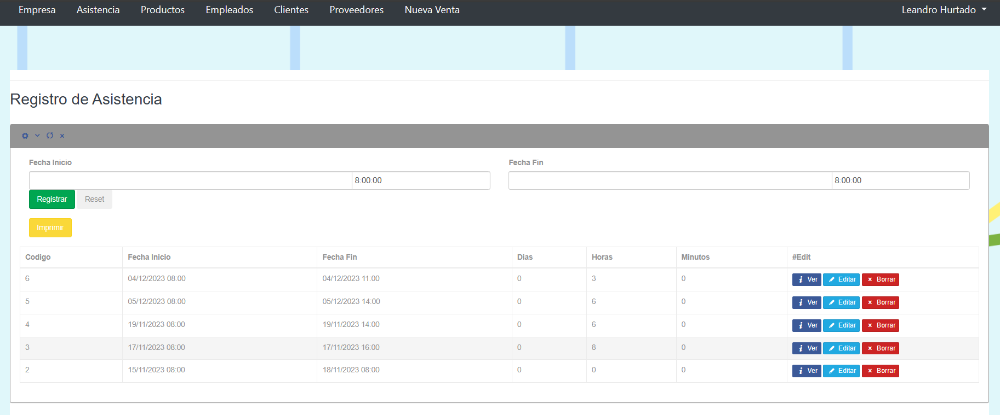 Empresa Asistencia Productos Empleados Clientes Proveedores Nueva Venta Leandro Hurtado
Registro de Asistencia
Fecha Inicio Fecha Fin
8:00:00 8:00:00
Registrar Reset
Imprimir
Codigo Fecha Inicio Fecha Fin Dias Horas Minutos #Edit
6 04/12/2023 08:00 04/12/2023 11:00 0 3 0 Ver Editar Borrar
5 05/12/2023 08:00 05/12/2023 14:00 0 6 0 Ver Editar Borrar
4 19/11/2023 08:00 19/11/2023 14:00 0 6 0 Ver Editar Borrar
3 17/11/2023 08:00 17/11/2023 16:00 0 8 0 Ver Editar Borrar
2 15/11/2023 08:00 18/11/2023 08:00 0 0 0 Ver Editar Borrar